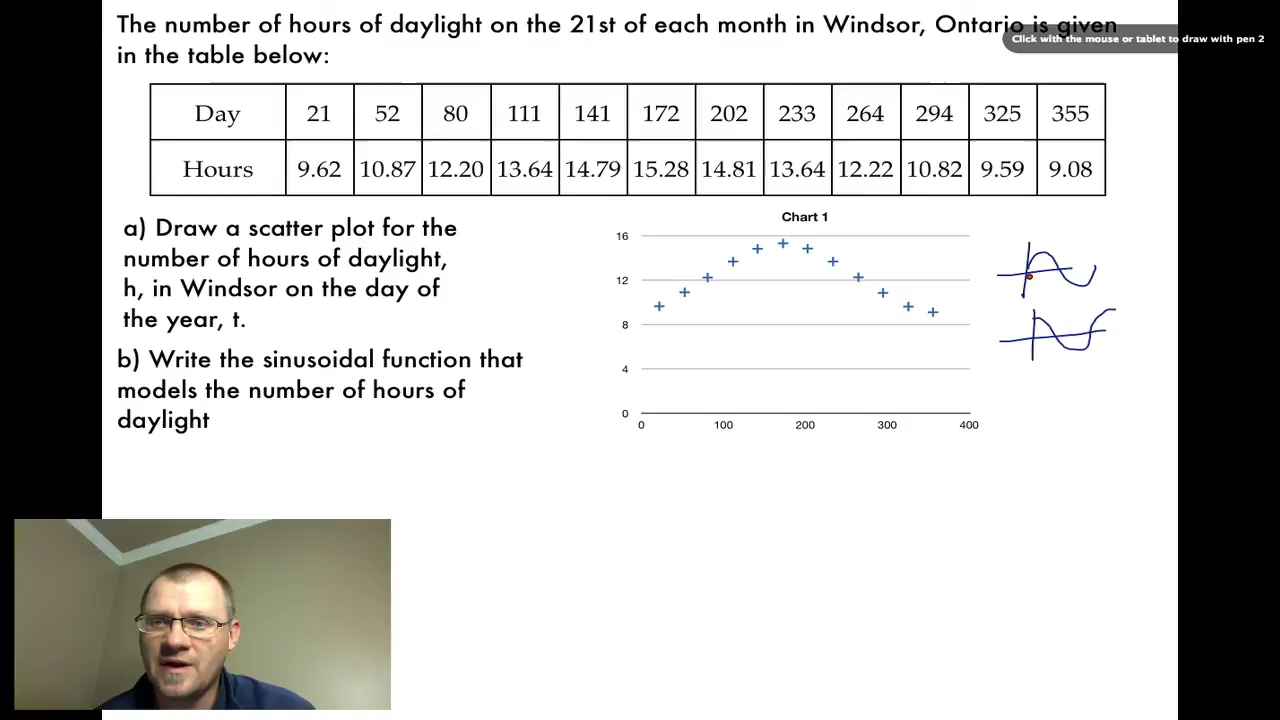 The number of hours of daylight on the 21st of each month in Windsor, Ontario is given
Click with the mouse or tablet to draw with pen 2
in the table below:
Day 21 52 80 111 141 172 202 233 264 294 325 355
Hours 9.62 10.87 12.20 13.64 14.79 15.28 14.81 13.64 12.22 10.82 9.59 9.08
a) Draw a scatter plot for the
number of hours of daylight,
h, in Windsor on the day of
the year, t.
b) Write the sinusoidal function that
models the number of hours of
daylight
Chart 1
16
12
8
4
0
0 100 200 300 400